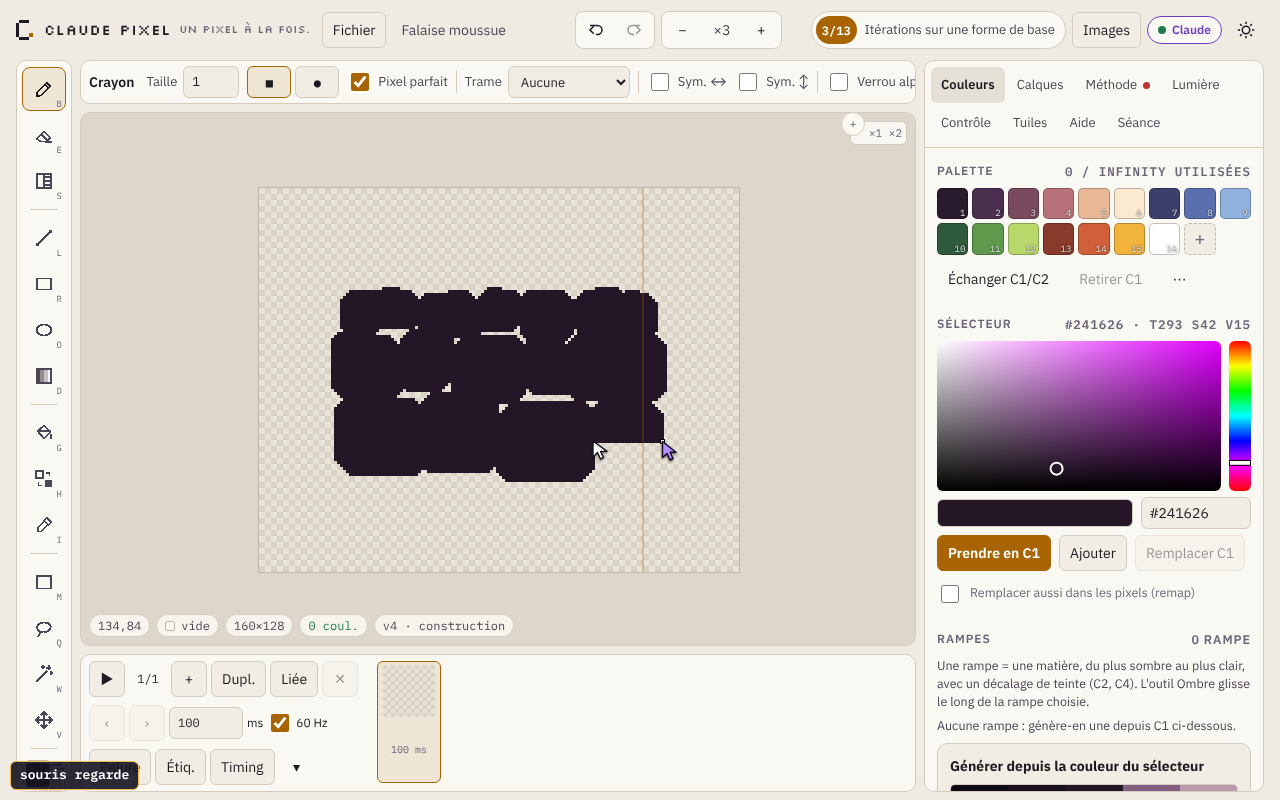 CLAUDE PIXEL UN PIXEL À LA FOIS. Fichier Falaise moussue − ×3 + 3/13 Itérations sur une forme de base Images Claude
Crayon Taille 1 Pixel parfait Trame Aucune Sym. ↔ Sym. ↕ Verrou alp
B
E
S
L
R
O
D
G
H
I
M
Q
W
V
+ ×1 ×2
134,84 vide 160×128 0 coul. v4 · construction
1/1 + Dupl. Liée ✕
‹ › 100 ms 60 Hz
Étiq. Timing ▼
100 ms
souris regarde
Couleurs Calques Méthode Lumière
Contrôle Tuiles Aide Séance
PALETTE 0 / INFINITY UTILISÉES
1 2 3 4 5 6 7 8 9
10 11 12 13 14 15 16 +
Échanger C1/C2 Retirer C1 ···
SÉLECTEUR #241626 · T293 S42 V15
#241626
Prendre en C1 Ajouter Remplacer C1
Remplacer aussi dans les pixels (remap)
RAMPES 0 RAMPE
Une rampe = une matière, du plus sombre au plus clair,
avec un décalage de teinte (C2, C4). L'outil Ombre glisse
le long de la rampe choisie.
Aucune rampe : génère-en une depuis C1 ci-dessous.
Générer depuis la couleur du sélecteur